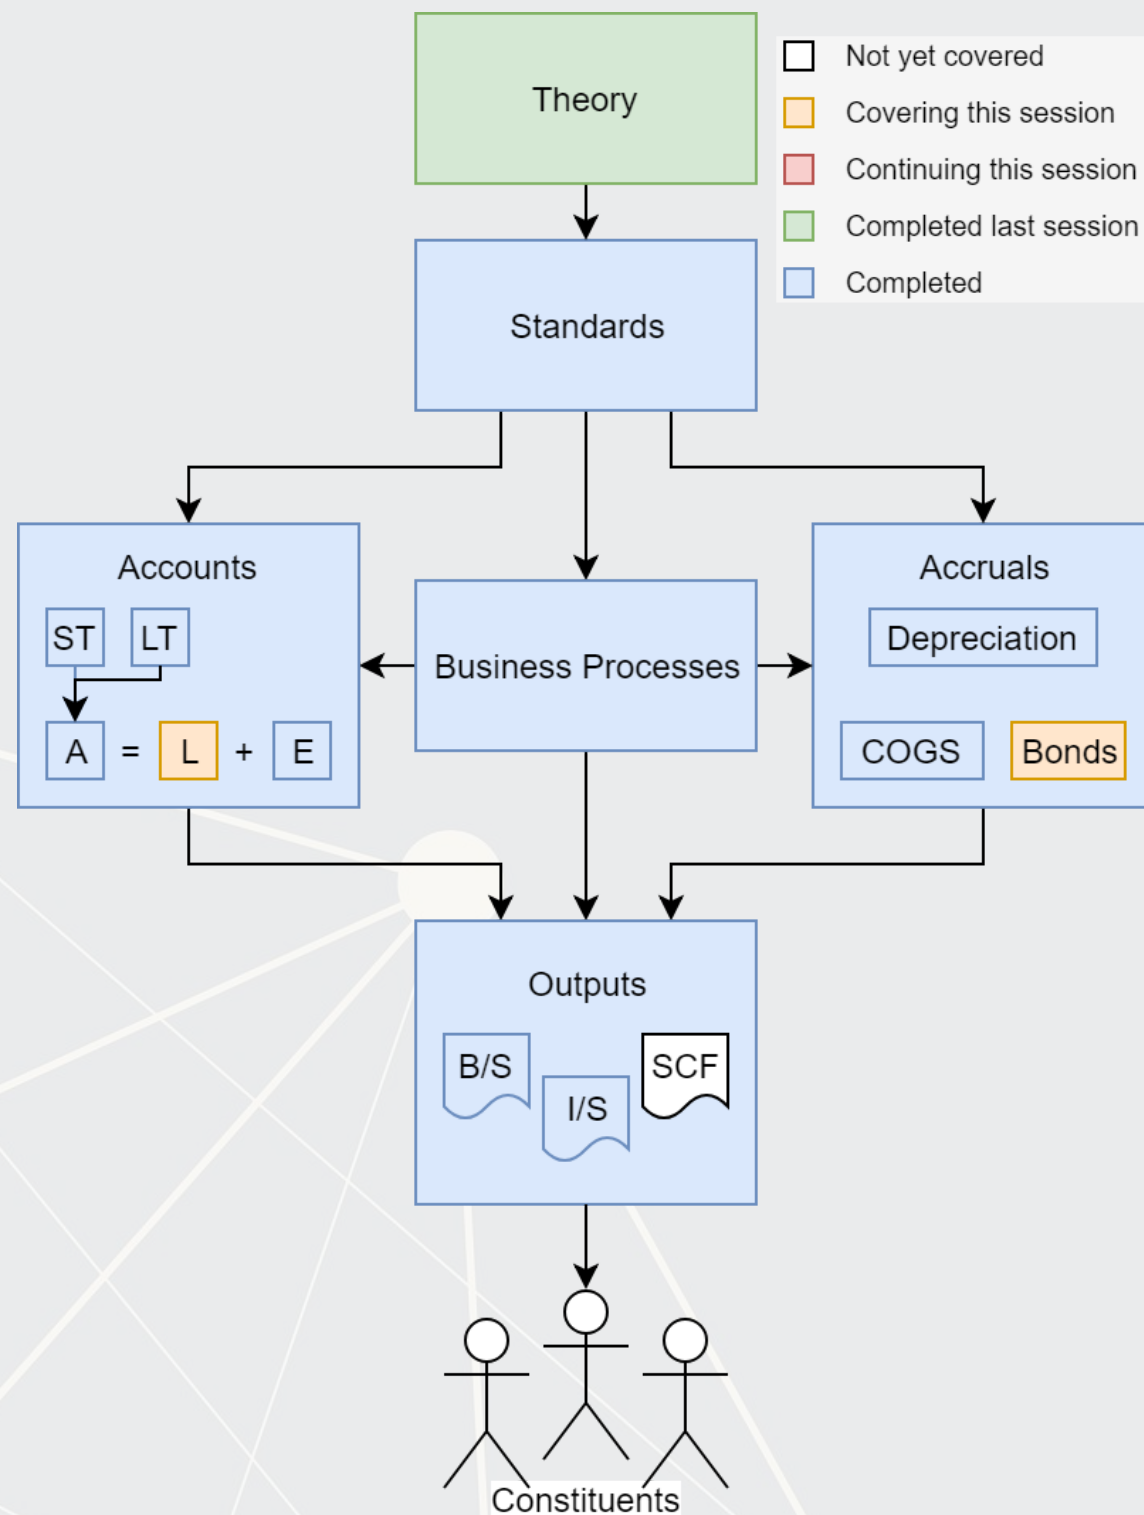 Theory
Not yet covered
Covering this session
Continuing this session
Completed last session
Completed
Standards
Accounts
ST LT
A = L + E
Business Processes
Accruals
Depreciation
COGS Bonds
Outputs
B/S
I/S
SCF
Constituents